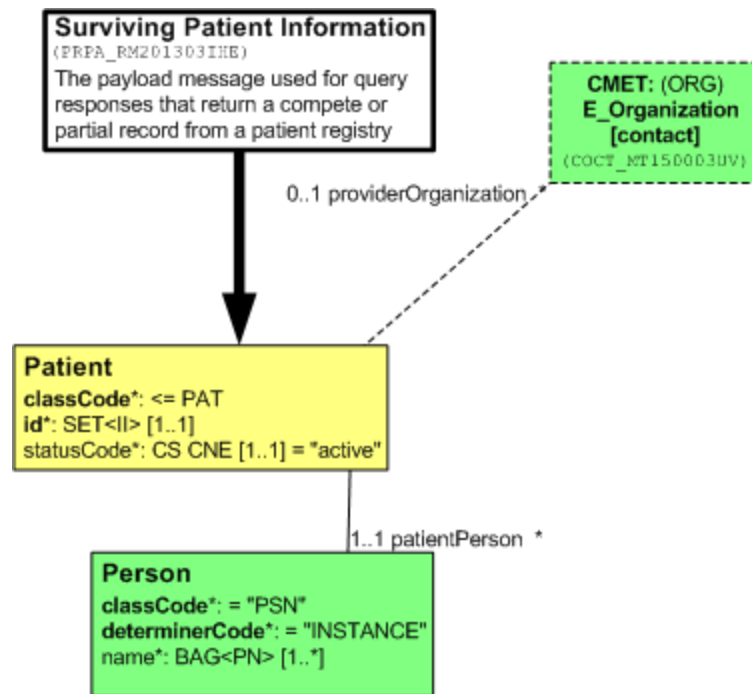 Surviving Patient Information
(PRPA_RM201303IHE)
The payload message used for query
responses that return a compete or
partial record from a patient registry
CMET: (ORG)
E_Organization
[contact]
(COCT_MT150003UV)
0..1 providerOrganization *
Patient
classCode*: <= PAT
id*: SET<II> [1..1]
statusCode*: CS CNE [1..1] = "active"
1..1 patientPerson *
Person
classCode*: = "PSN"
determinerCode*: = "INSTANCE"
name*: BAG<PN> [1..*]